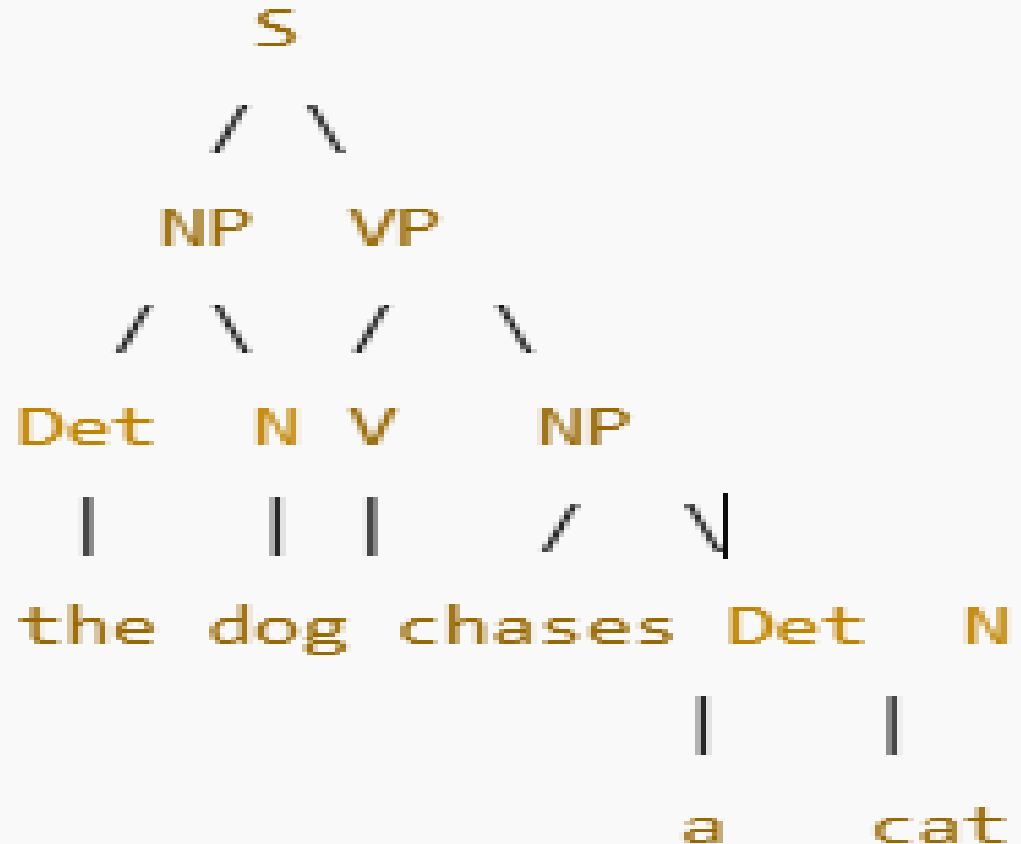 S
/ \
NP VP
/ \ / \
Det N V NP
| | | / \
the dog chases Det N
| |
a cat